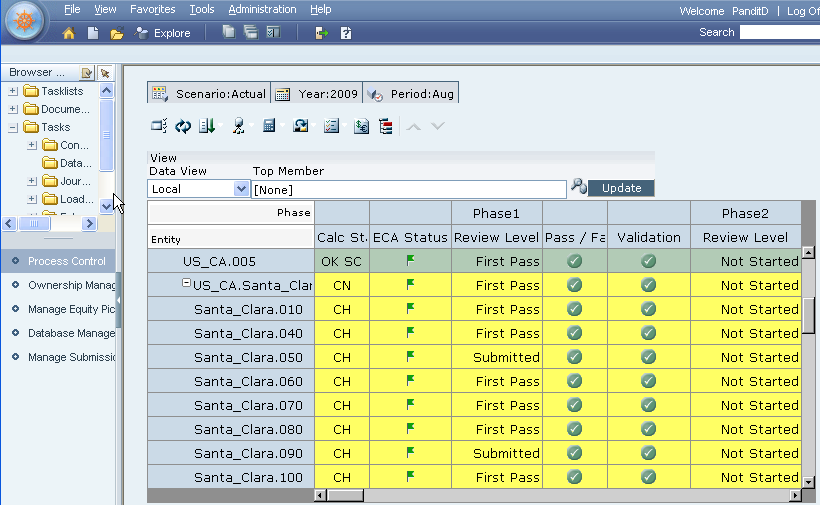 File View Favorites Tools Administration Help
Welcome PanditD | Log Of
Explore
Search
Browser ...
Tasklists
Docume...
Tasks
Con...
Data...
Jour...
Load...
Process Control
Ownership Manag
Manage Equity Pic
Database Manage
Manage Submissio
Scenario:Actual Year:2009 Period:Aug
View
Data View Top Member
Local [None] Update
Phase Phase1 Phase2
Entity Calc St. ECA Status Review Level Pass / Fa Validation Review Level
US_CA.005 OK SC First Pass Not Started
US_CA.Santa_Clar CN First Pass Not Started
Santa_Clara.010 CH First Pass Not Started
Santa_Clara.040 CH First Pass Not Started
Santa_Clara.050 CH Submitted Not Started
Santa_Clara.060 CH First Pass Not Started
Santa_Clara.070 CH First Pass Not Started
Santa_Clara.080 CH First Pass Not Started
Santa_Clara.090 CH Submitted Not Started
Santa_Clara.100 CH First Pass Not Started